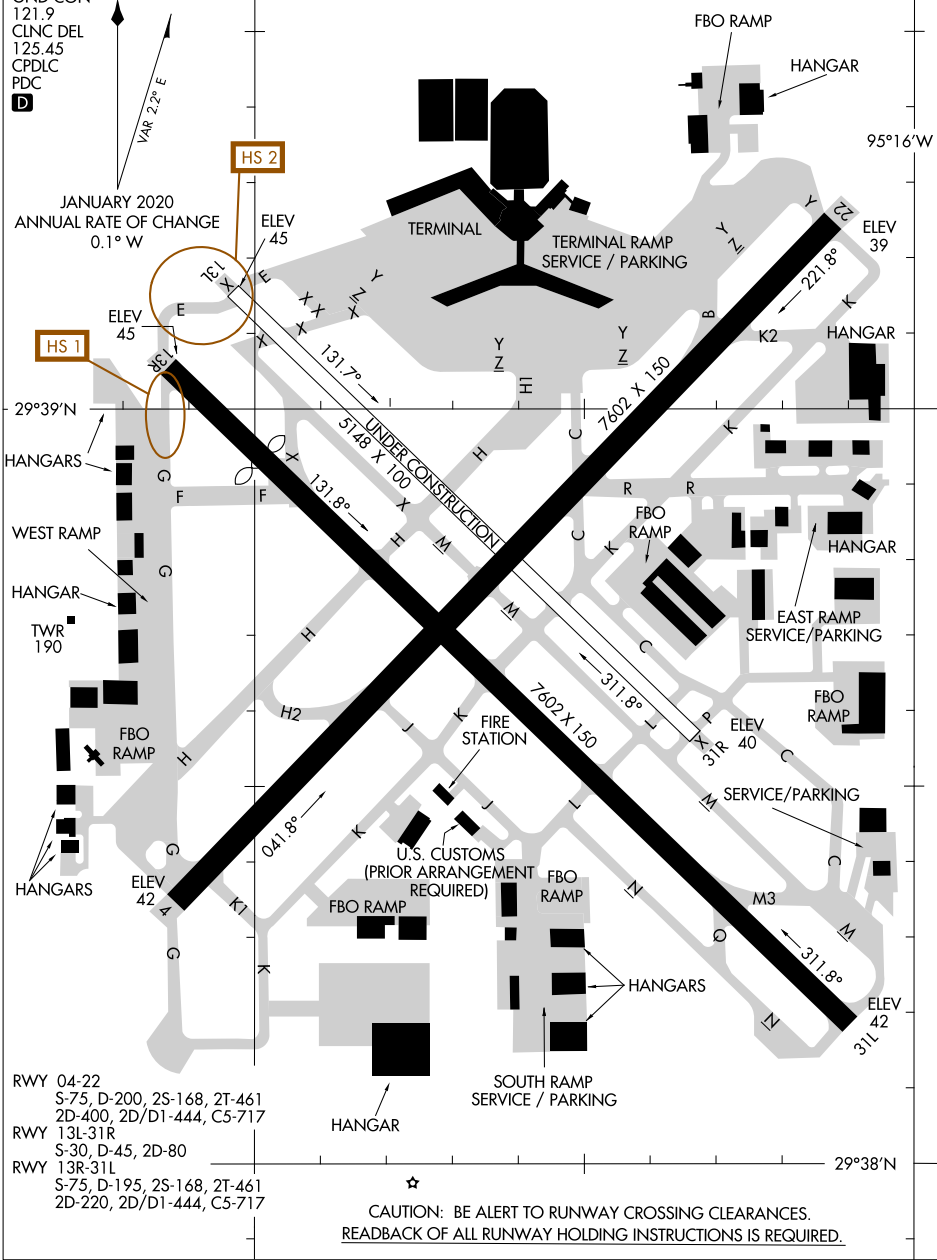 121.9
CLNC DEL
125.45
CPDLC
PDC
D
VAR 2.2° E
JANUARY 2020
ANNUAL RATE OF CHANGE
0.1° W
HS 2
FBO RAMP
HANGAR
95°16'W
TERMINAL
TERMINAL RAMP
SERVICE / PARKING
ELEV
45
13L
X
E
E
ELEV
45
HS 1
13R
X
X
X
X
X
Y
Z
Y
Z
Y
22
ELEV
39
221.8°
K
B
K2
HANGAR
Y
Z
Y
Z
LH
131.7°
29°39'N
7602 X 150
UNDER CONSTRUCTION
5148 X 100
HANGARS
G
F
F
X
131.8°
X
H
H
M
C
C
K
K
R
R
FBO
RAMP
HANGAR
WEST RAMP
G
HANGAR
TWR
190
M
EAST RAMP
SERVICE/PARKING
H
C
311.8°
H2
J
K
7602 X 150
L
P
ELEV
40
X
31R
C
FBO
RAMP
FBO
RAMP
H
FIRE
STATION
SERVICE/PARKING
041.8°
K
J
L
M
G
U.S. CUSTOMS
(PRIOR ARRANGEMENT
REQUIRED)
C
HANGARS
ELEV
42
4
K1
FBO RAMP
FBO
RAMP
N
M3
M
Q
311.8°
G
K
HANGARS
N
ELEV
42
31L
HANGAR
SOUTH RAMP
SERVICE / PARKING
RWY 04-22
S-75, D-200, 2S-168, 2T-461
2D-400, 2D/D1-444, C5-717
RWY 13L-31R
S-30, D-45, 2D-80
RWY 13R-31L
S-75, D-195, 2S-168, 2T-461
2D-220, 2D/D1-444, C5-717
29°38'N
CAUTION: BE ALERT TO RUNWAY CROSSING CLEARANCES.
READBACK OF ALL RUNWAY HOLDING INSTRUCTIONS IS REQUIRED.